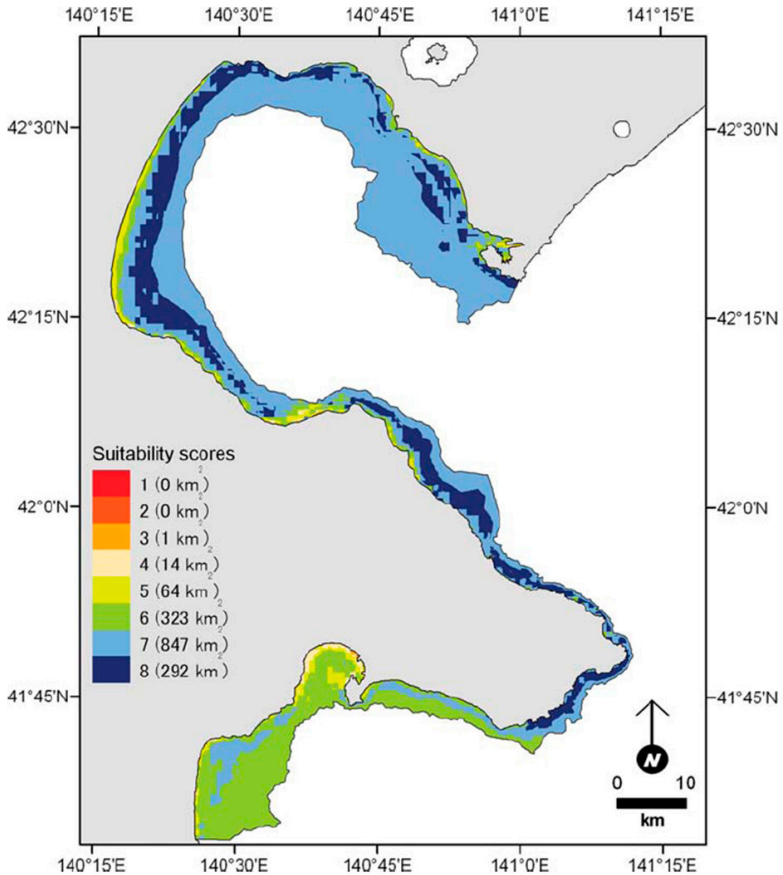 140°15'E 140°30'E 140°45'E 141°0'E 141°15'E
42°30'N 42°30'N
42°15'N 42°15'N
Suitability scores
1 (0 km²)
2 (0 km²)
3 (1 km²)
4 (14 km²)
5 (64 km²)
6 (323 km²)
7 (847 km²)
8 (292 km²)
42°0'N 42°0'N
41°45'N 41°45'N
N
0 10
km
140°15'E 140°30'E 140°45'E 141°0'E 141°15'E